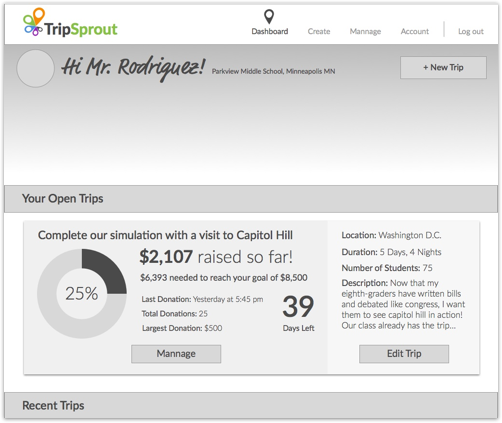 TripSprout
Dashboard Create Mannage Account Log out
Hi Mr. Rodriguez! Parkview Middle School, Minneapolis MN
+ New Trip
Your Open Trips
Complete our simulation with a visit to Capitol Hill
25%
$2,107 raised so far!
$6,393 needed to reach your goal of $8,500
Last Donation: Yesterday at 5:45 pm
Total Donations: 25
Largest Donation: $500
39
Days Left
Mannage
Location: Washington D.C.
Duration: 5 Days, 4 Nights
Number of Students: 75
Description: Now that my
eighth-graders have written bills
and debated like congress, I want
them to see capitol hill in action!
Our class already has the trip...
Edit Trip
Recent Trips